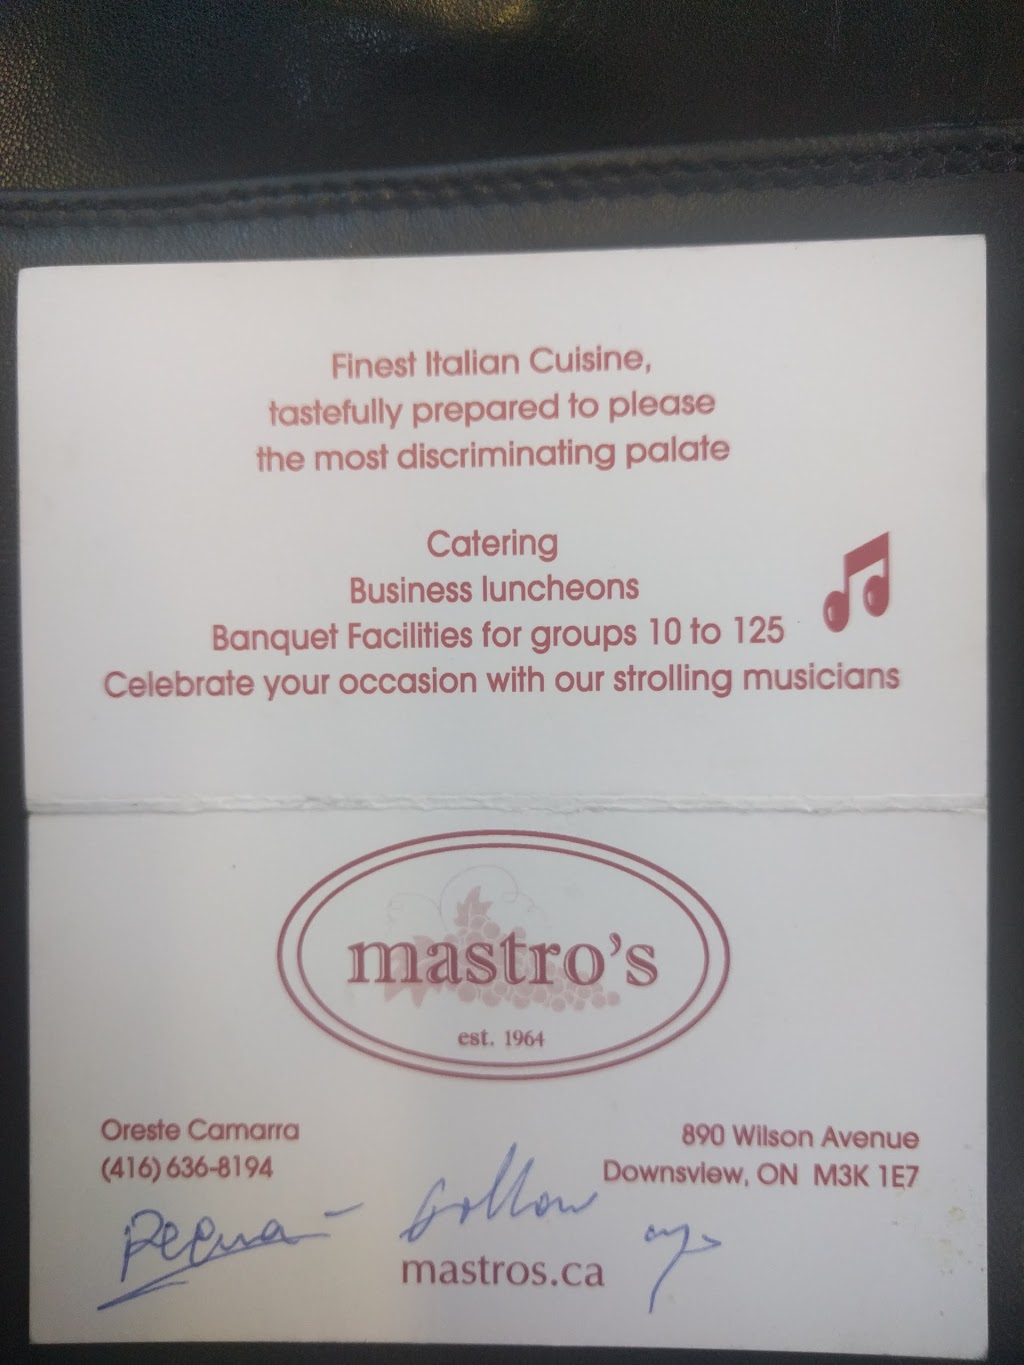 Finest Italian Cuisine,
tastefully prepared to please
the most discriminating palate
Catering
Business luncheons
Banquet Facilities for groups 10 to 125
Celebrate your occasion with our strolling musicians
mastro's
est. 1964
Oreste Camarra
(416) 636-8194
890 Wilson Avenue
Downsview, ON M3K 1E7
mastros.ca